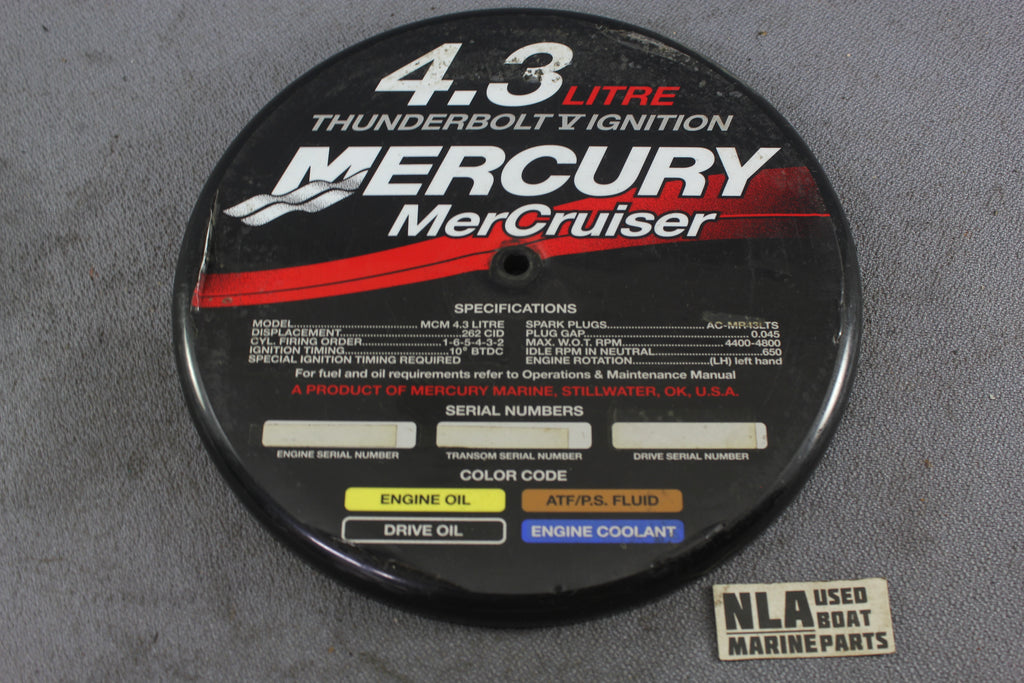 4.3 LITRE
THUNDERBOLT V IGNITION
MERCURY
MerCruiser
SPECIFICATIONS
MODEL................................ MCM 4.3 LITRE
DISPLACEMENT................................262 CID
CYL. FIRING ORDER....................1-6-5-4-3-2
IGNITION TIMING..........................10° BTDC
SPECIAL IGNITION TIMING REQUIRED
SPARK PLUGS..........................AC-MR43LTS
PLUG GAP........................................0.045
MAX. W.O.T. RPM..........................4400-4800
IDLE RPM IN NEUTRAL............................650
ENGINE ROTATION....................(LH) left hand
For fuel and oil requirements refer to Operations & Maintenance Manual
A PRODUCT OF MERCURY MARINE, STILLWATER, OK, U.S.A.
SERIAL NUMBERS
ENGINE SERIAL NUMBER
TRANSOM SERIAL NUMBER
DRIVE SERIAL NUMBER
COLOR CODE
ENGINE OIL
ATF/P.S. FLUID
DRIVE OIL
ENGINE COOLANT
NLA USED
BOAT
MARINE PARTS